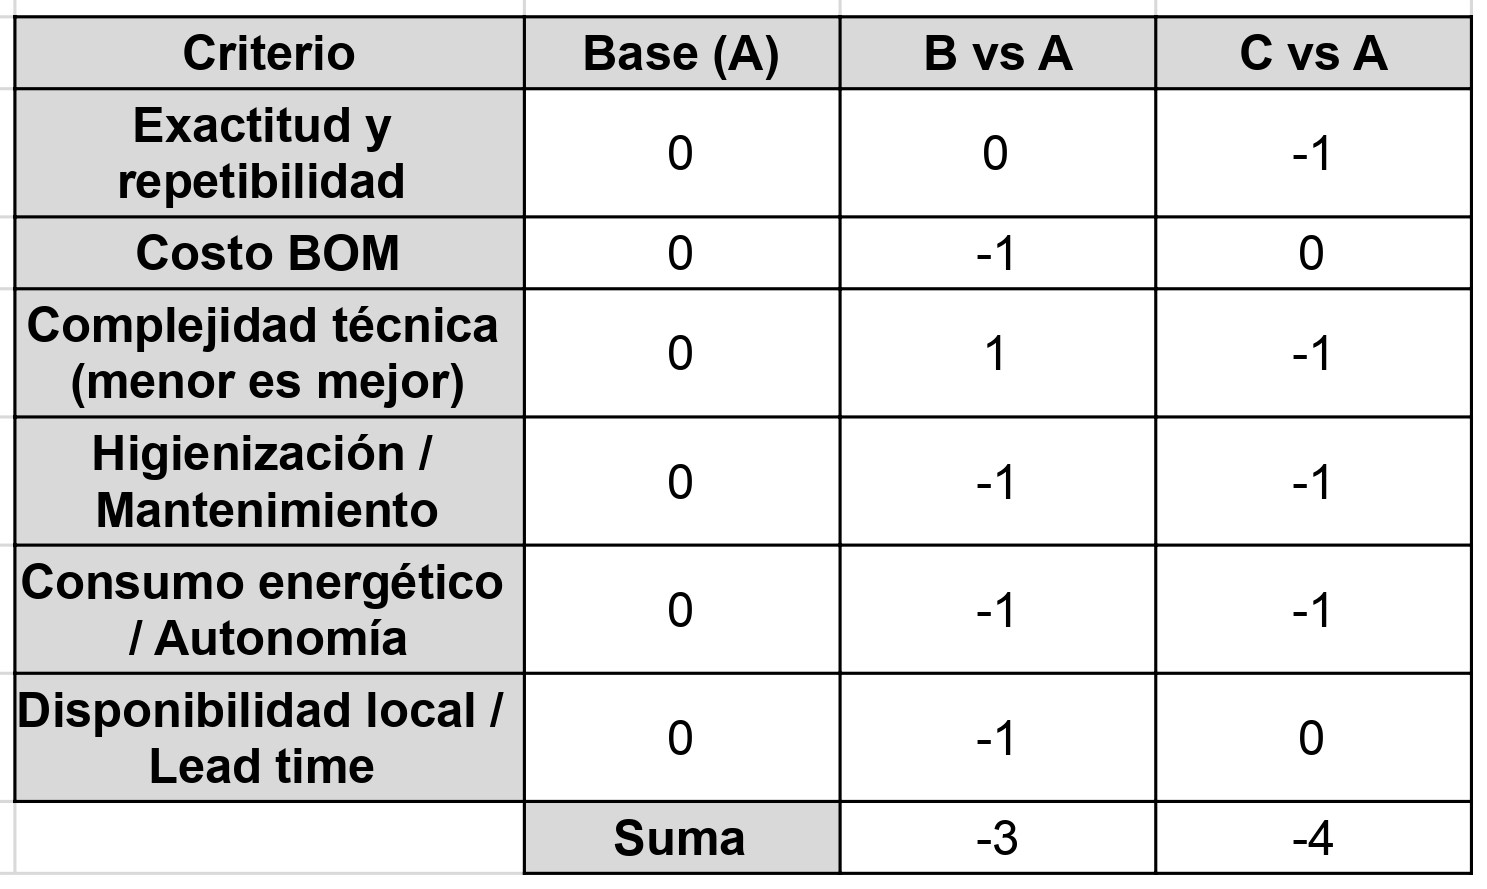 Criterio Base (A) B vs A C vs A
Exactitud y
repetibilidad 0 0 -1
Costo BOM 0 -1 0
Complejidad técnica
(menor es mejor) 0 1 -1
Higienización /
Mantenimiento 0 -1 -1
Consumo energético
/ Autonomía 0 -1 -1
Disponibilidad local /
Lead time 0 -1 0
Suma -3 -4